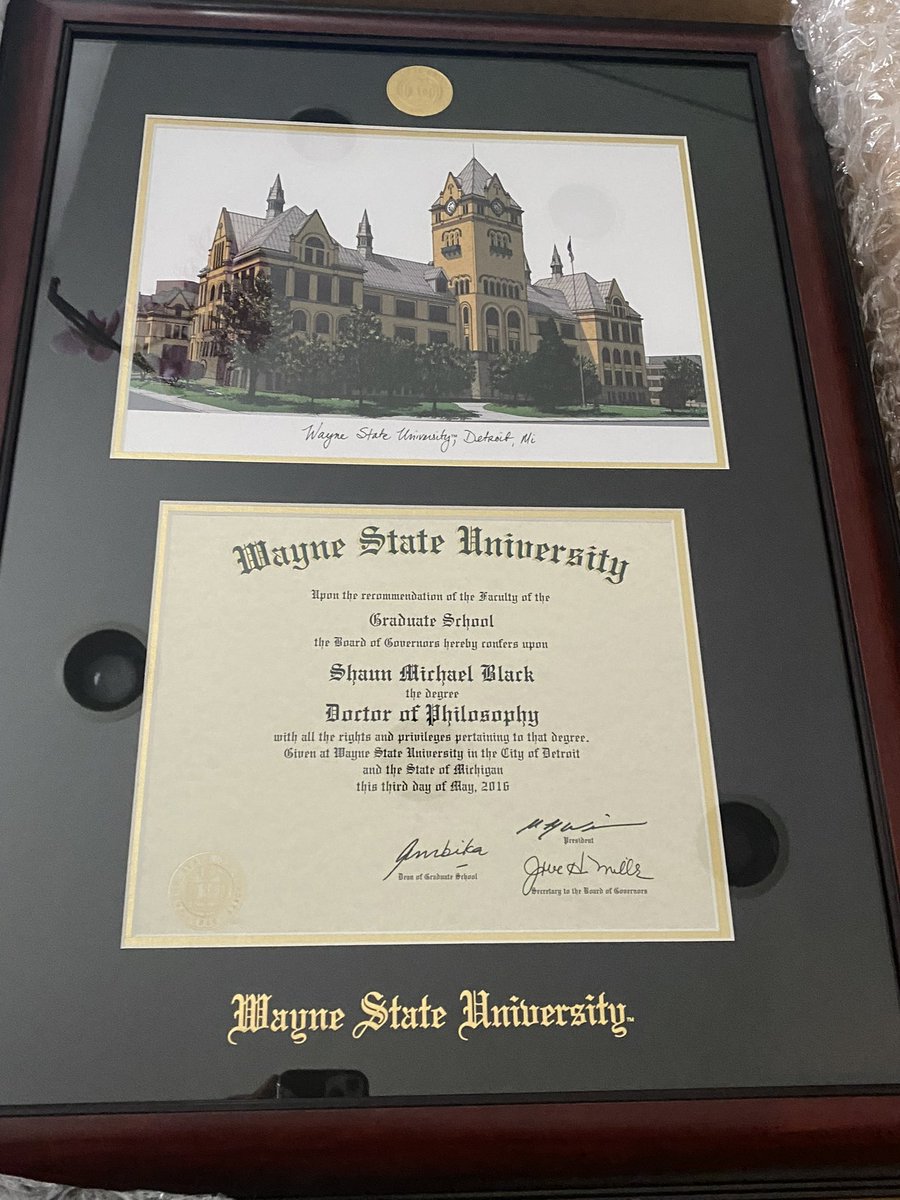 Wayne State University™, Detroit, Mi
Wayne State University
Upon the recommendation of the Faculty of the
Graduate School
the Board of Governors hereby confers upon
Shaun Michael Black
the degree
Doctor of Philosophy
with all the rights and privileges pertaining to that degree.
Given at Wayne State University in the City of Detroit
and the State of Michigan
this third day of May, 2016
President
Ambika
Dean of Graduate School
Julie H. Miller
Secretary to the Board of Governors
Wayne State University™